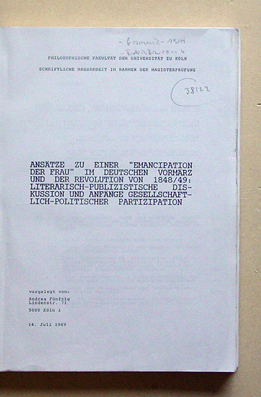 38122
PHILOSOPHISCHE FAKULTÄT DER UNIVERSITÄT ZU KÖLN
SCHRIFTLICHE HAUSARBEIT IM RAHMEN DER MAGISTERPRÜFUNG
ANSÄTZE ZU EINER "EMANCIPATION
DER FRAU" IM DEUTSCHEN VORMÄRZ
UND DER REVOLUTION VON 1848/49:
LITERARISCH-PUBLIZISTISCHE DIS-
KUSSION UND ANFÄNGE GESELLSCHAFT-
LICH-POLITISCHER PARTIZIPATION
vorgelegt von:
Andrea
Lindenstr. 71
5000 Köln 1
14. Juli 1989